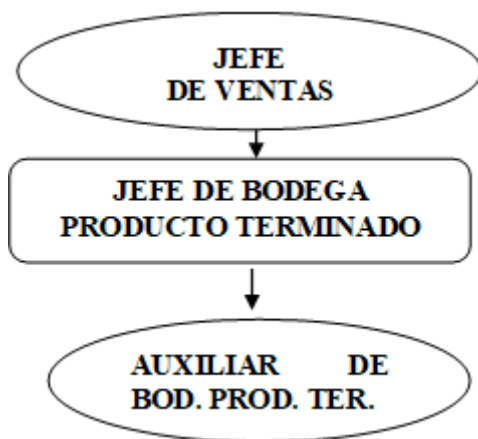 JEFE
DE VENTAS
JEFE DE BODEGA
PRODUCTO TERMINADO
AUXILIAR DE
BOD. PROD. TER.